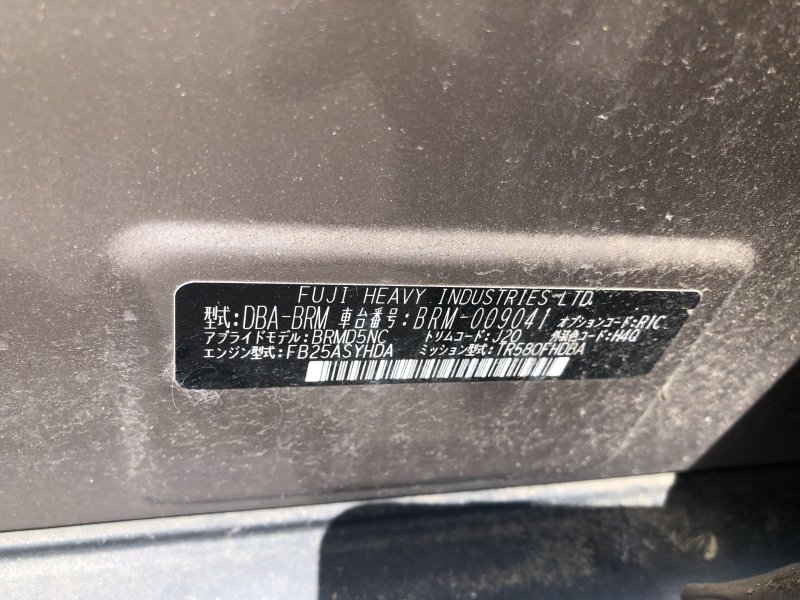 FUJI HEAVY INDUSTRIES LTD.
型式:DBA-BRM 車台番号:BRM-009041 オプションコード:RIC
アプライドモデル:BRMD5NC トリムコード:J20 外装色コード:H4Q
エンジン型式:FB25ASYHDA ミッション型式:TR580FHDBA